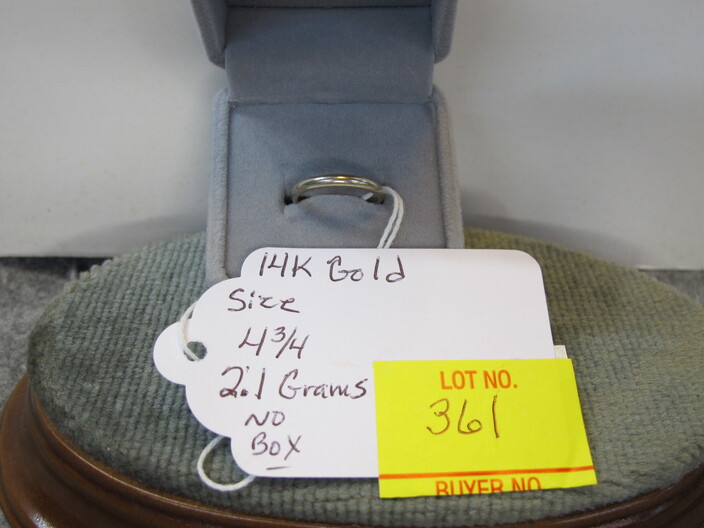 14K Gold
Size
4 3/4
2.1 Grams
NO
BOX
LOT NO.
361
BUYER NO.